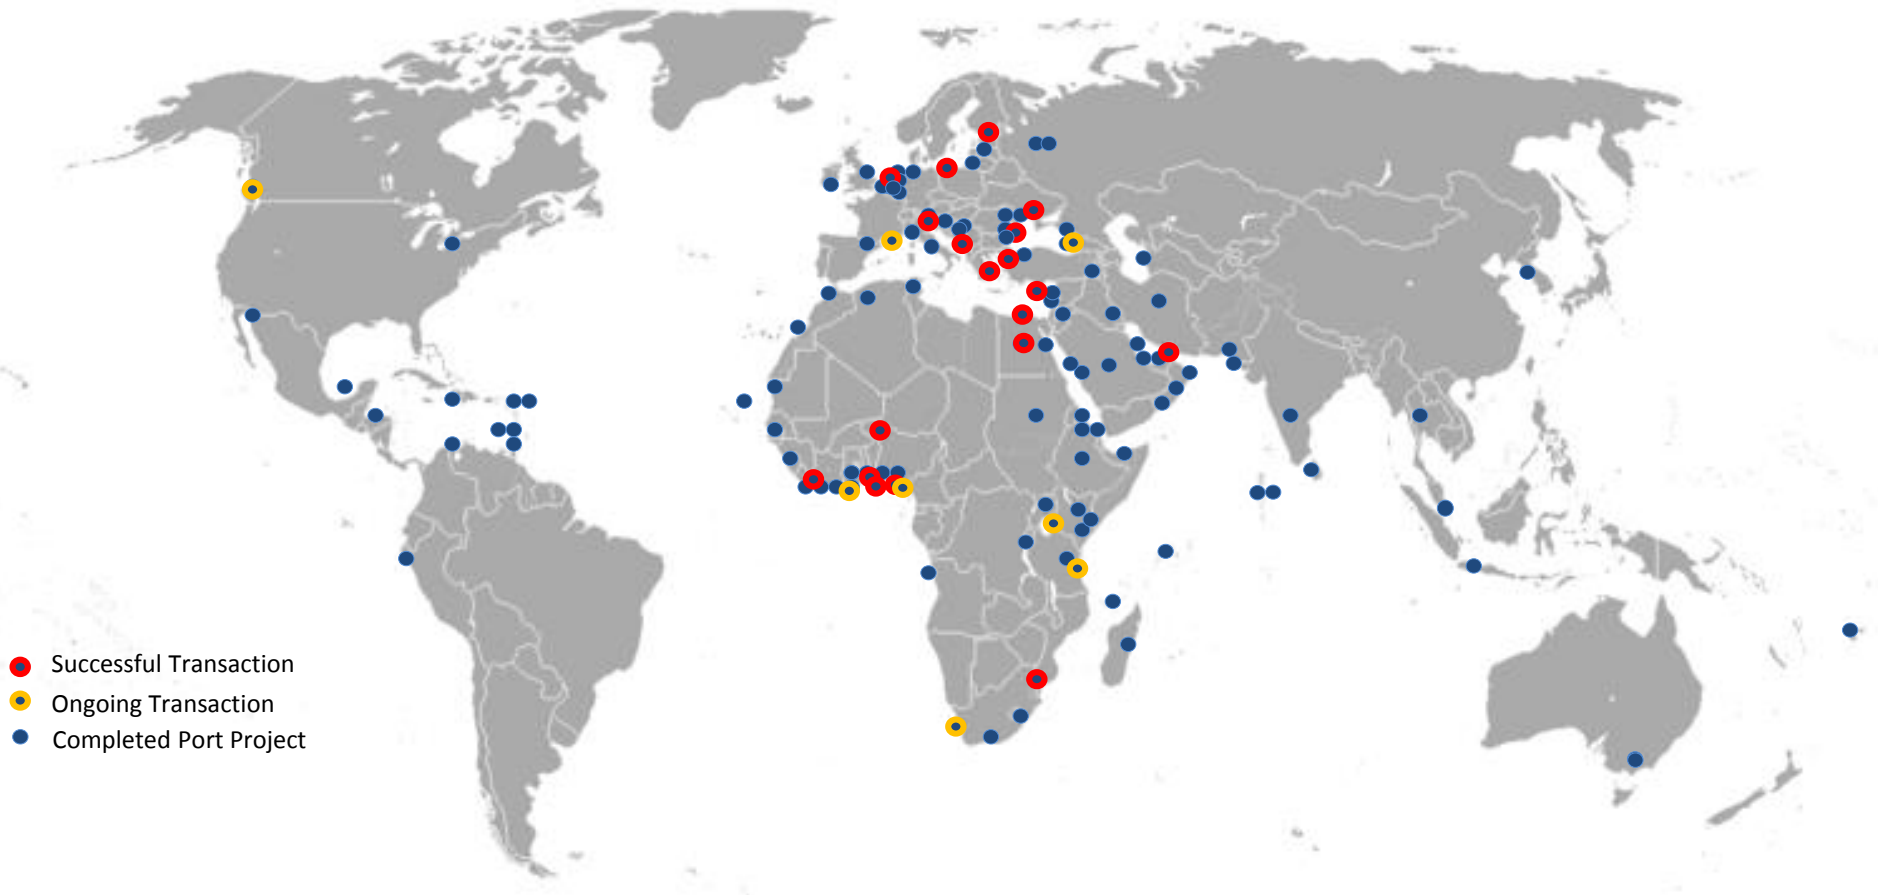 Successful Transaction
Ongoing Transaction
Completed Port Project